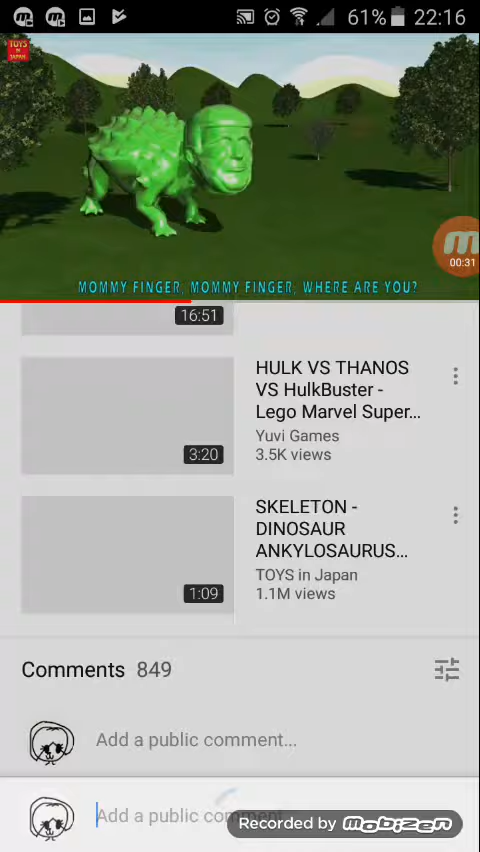 61% 22:16
TOYS
in
JAPAN
00:31
MOMMY FINGER, MOMMY FINGER, WHERE ARE YOU?
16:51
HULK VS THANOS
VS HulkBuster -
Lego Marvel Super...
Yuvi Games
3.5K views
3:20
SKELETON -
DINOSAUR
ANKYLOSAURUS...
TOYS in Japan
1.1M views
1:09
Comments 849
Add a public comment...
Add a public comment...
Recorded by mobizen